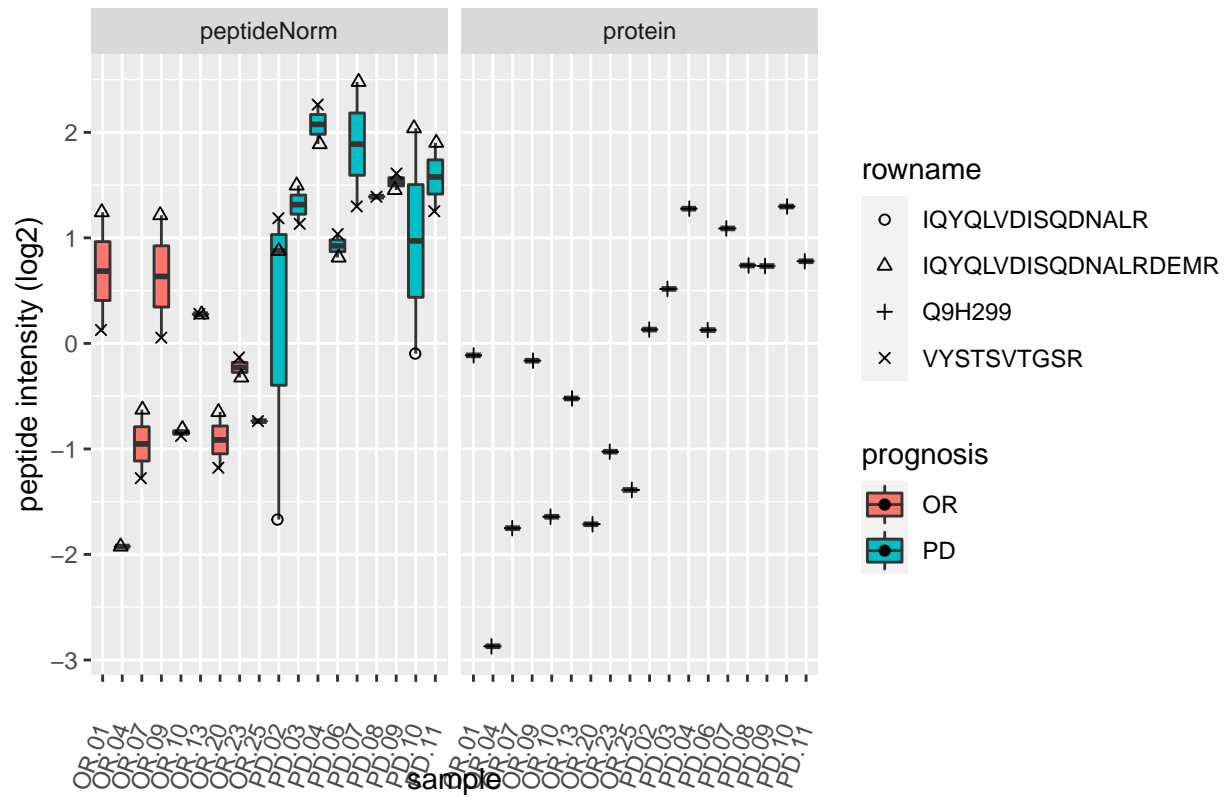 peptideNorm
protein
peptide intensity (log2)
2
1
0
−1
−2
−3
OR.01
OR.04
OR.07
OR.09
OR.10
OR.13
OR.20
OR.23
OR.25
PD.02
PD.03
PD.04
PD.06
PD.07
PD.08
PD.09
PD.10
PD.11
OR.01
OR.04
OR.07
OR.09
OR.10
OR.13
OR.20
OR.23
OR.25
PD.02
PD.03
PD.04
PD.06
PD.07
PD.08
PD.09
PD.10
PD.11
sample
rowname
IQYQLVDISQDNALR
IQYQLVDISQDNALRDEMR
Q9H299
VYSTSVTGSR
prognosis
OR
PD